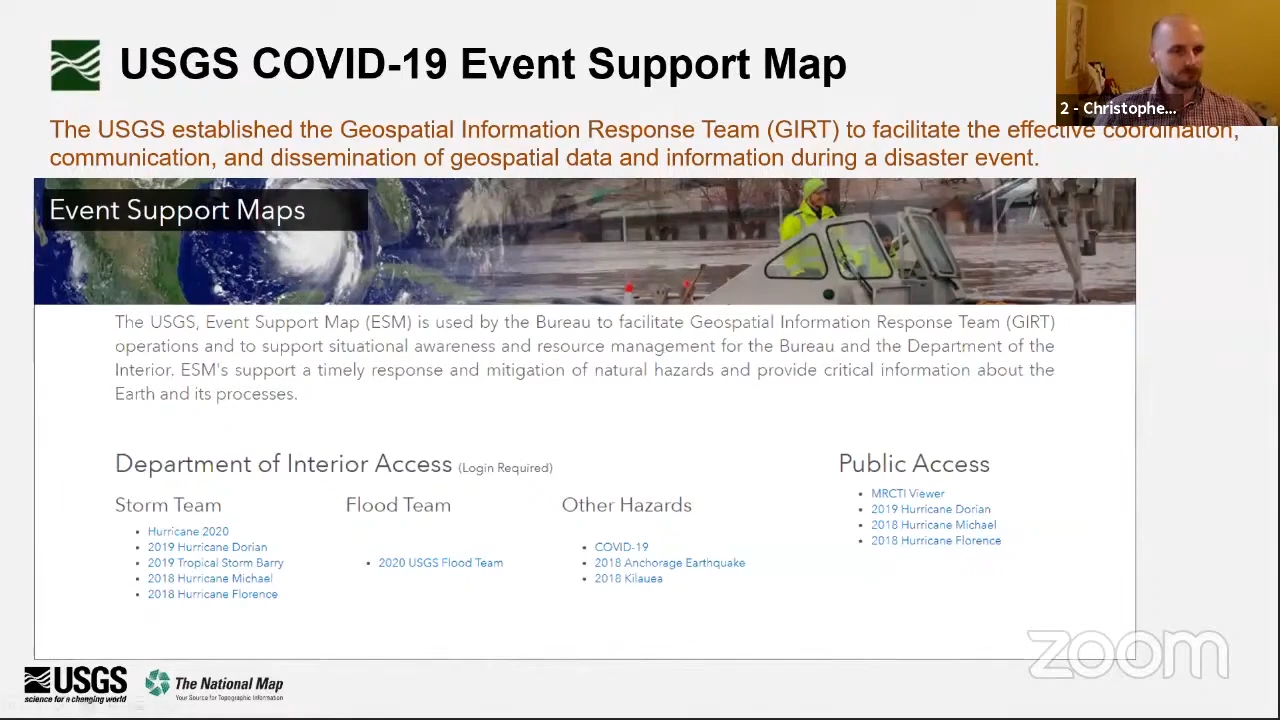 USGS COVID-19 Event Support Map
2 - Christophe...
The USGS established the Geospatial Information Response Team (GIRT) to facilitate the effective coordination,
communication, and dissemination of geospatial data and information during a disaster event.
Event Support Maps
The USGS, Event Support Map (ESM) is used by the Bureau to facilitate Geospatial Information Response Team (GIRT)
operations and to support situational awareness and resource management for the Bureau and the Department of the
Interior. ESM's support a timely response and mitigation of natural hazards and provide critical information about the
Earth and its processes.
Department of Interior Access (Login Required)
Storm Team
• Hurricane 2020
• 2019 Hurricane Dorian
• 2019 Tropical Storm Barry
• 2018 Hurricane Michael
• 2018 Hurricane Florence
Flood Team
• 2020 USGS Flood Team
Other Hazards
• COVID-19
• 2018 Anchorage Earthquake
• 2018 Kilauea
Public Access
• MRCTI Viewer
• 2019 Hurricane Dorian
• 2018 Hurricane Michael
• 2018 Hurricane Florence
zoom
USGS
science for a changing world
The National Map
Your Source for Topographic Information